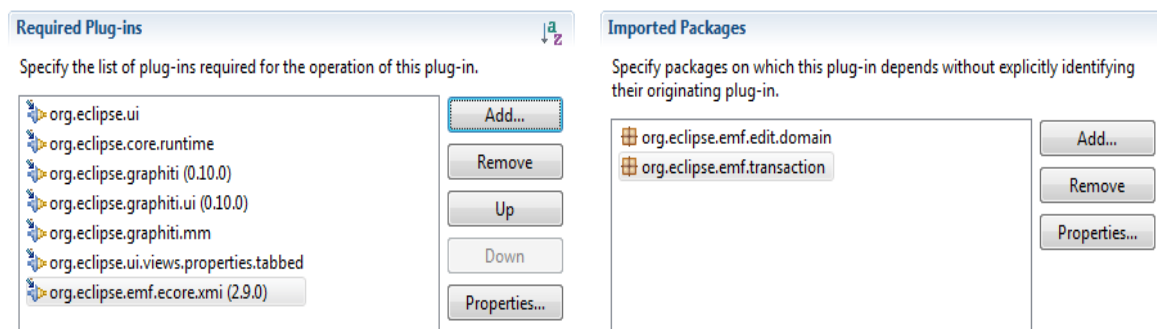 Required Plug-ins
a
z
Specify the list of plug-ins required for the operation of this plug-in.
org.eclipse.ui
org.eclipse.core.runtime
org.eclipse.graphiti (0.10.0)
org.eclipse.graphiti.ui (0.10.0)
org.eclipse.graphiti.mm
org.eclipse.ui.views.properties.tabbed
org.eclipse.emf.ecore.xmi (2.9.0)
Add...
Remove
Up
Down
Properties...
Imported Packages
Specify packages on which this plug-in depends without explicitly identifying
their originating plug-in.
org.eclipse.emf.edit.domain
org.eclipse.emf.transaction
Add...
Remove
Properties...